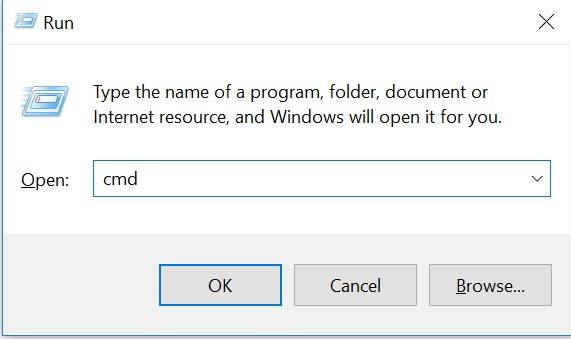 Run
Type the name of a program, folder, document or
Internet resource, and Windows will open it for you.
Open: cmd
OK Cancel Browse...